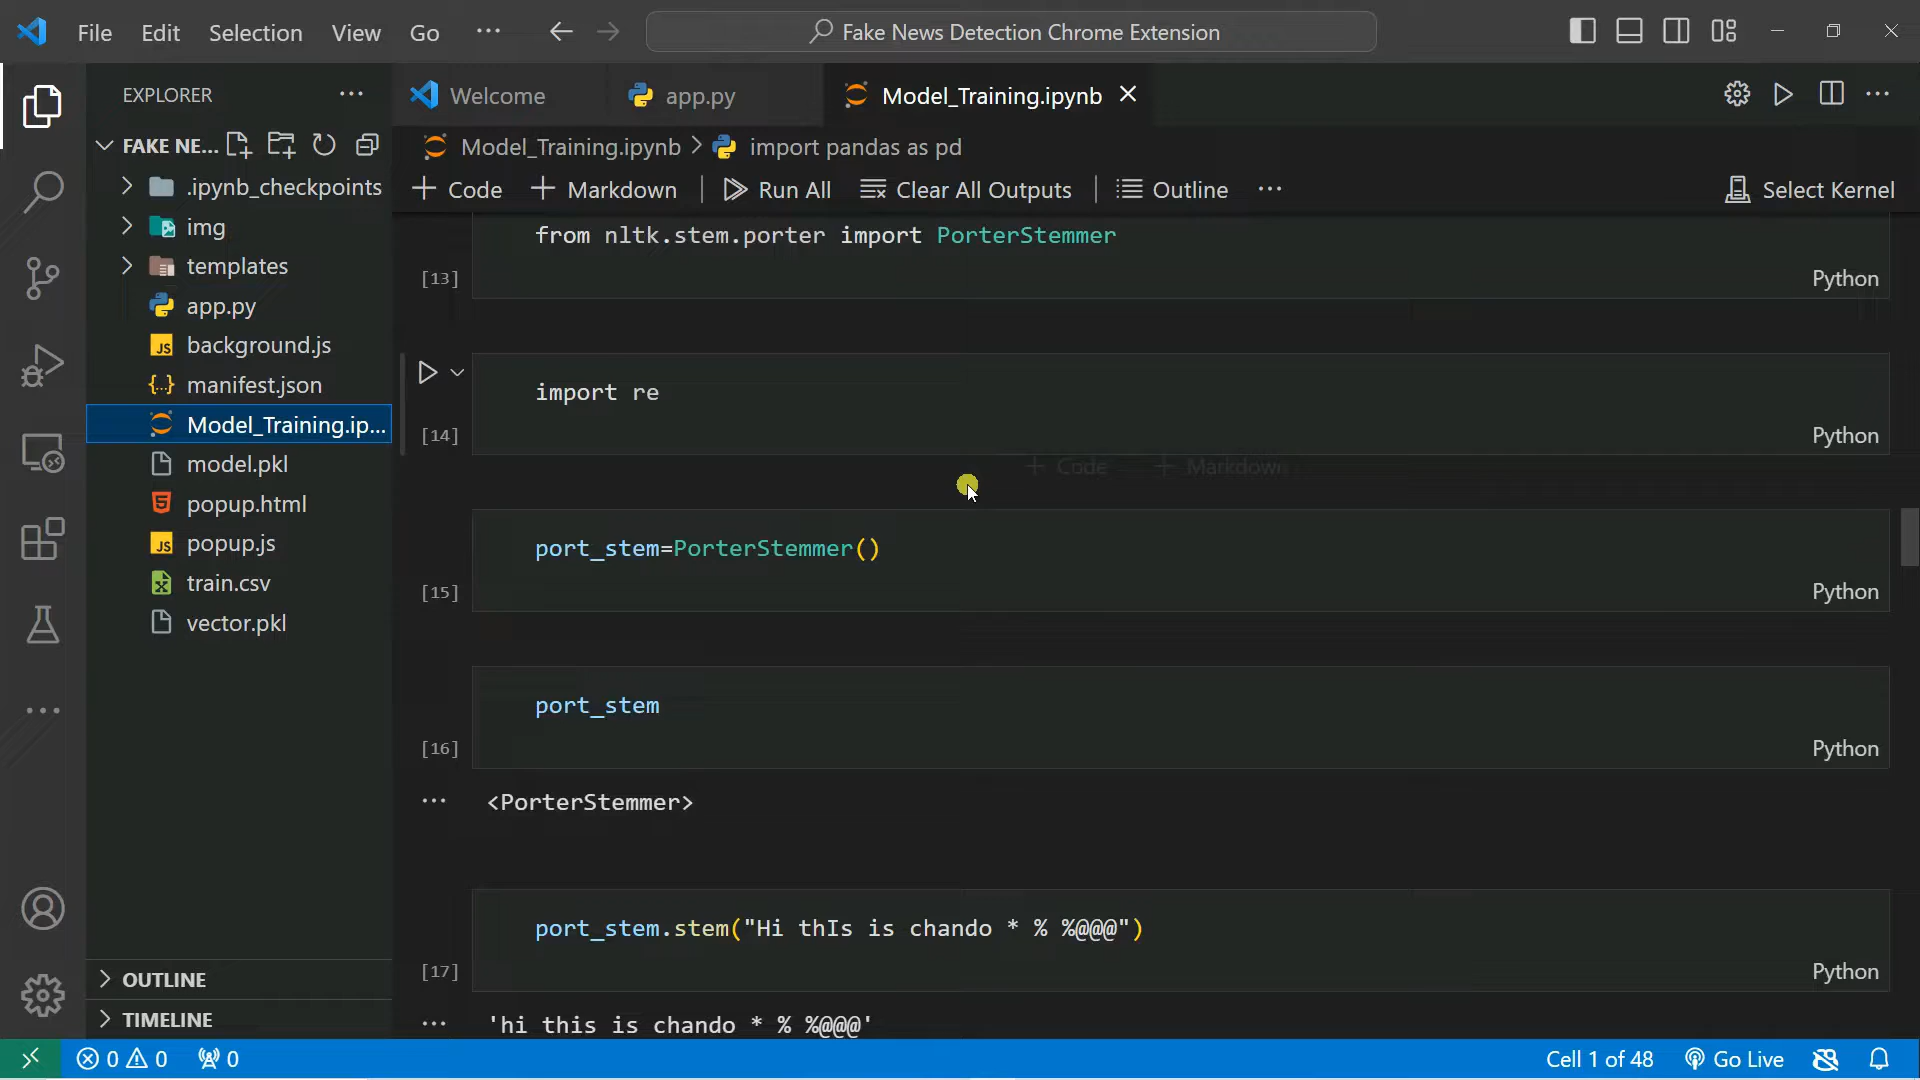 File Edit Selection View Go ··· Fake News Detection Chrome Extension
EXPLORER ··· Welcome app.py Model_Training.ipynb
FAKE NE... Model_Training.ipynb > import pandas as pd
.ipynb_checkpoints + Code + Markdown Run All Clear All Outputs Outline ··· Select Kernel
img
templates
app.py
background.js
manifest.json
Model_Training.ip...
model.pkl
popup.html
popup.js
train.csv
vector.pkl
OUTLINE
TIMELINE
from nltk.stem.porter import PorterStemmer
[13] Python
import re
[14] Python
+ Code + Markdown
port_stem=PorterStemmer()
[15] Python
port_stem
[16] Python
··· <PorterStemmer>
port_stem.stem("Hi thIs is chando * % %@@@")
[17] Python
··· 'hi this is chando * % %@@@'
0 0 0 Cell 1 of 48 Go Live